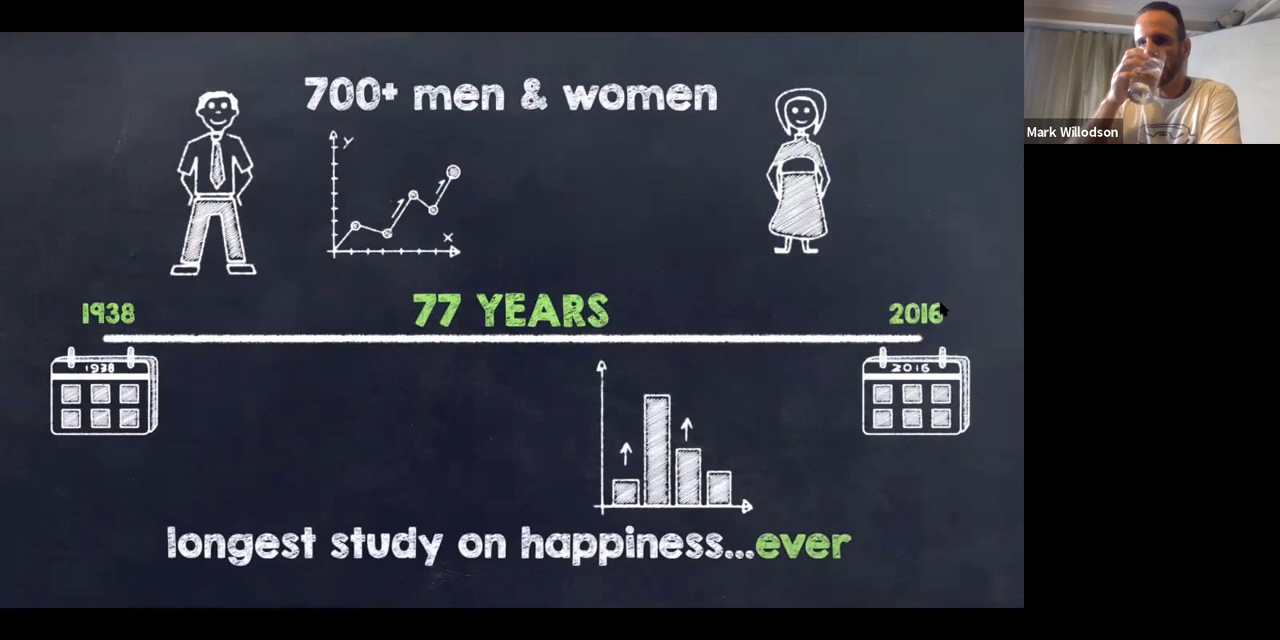 700+ men & women
Mark Willodson
Y
X
1938
77 YEARS
2016
1938
2016
longest study on happiness...ever